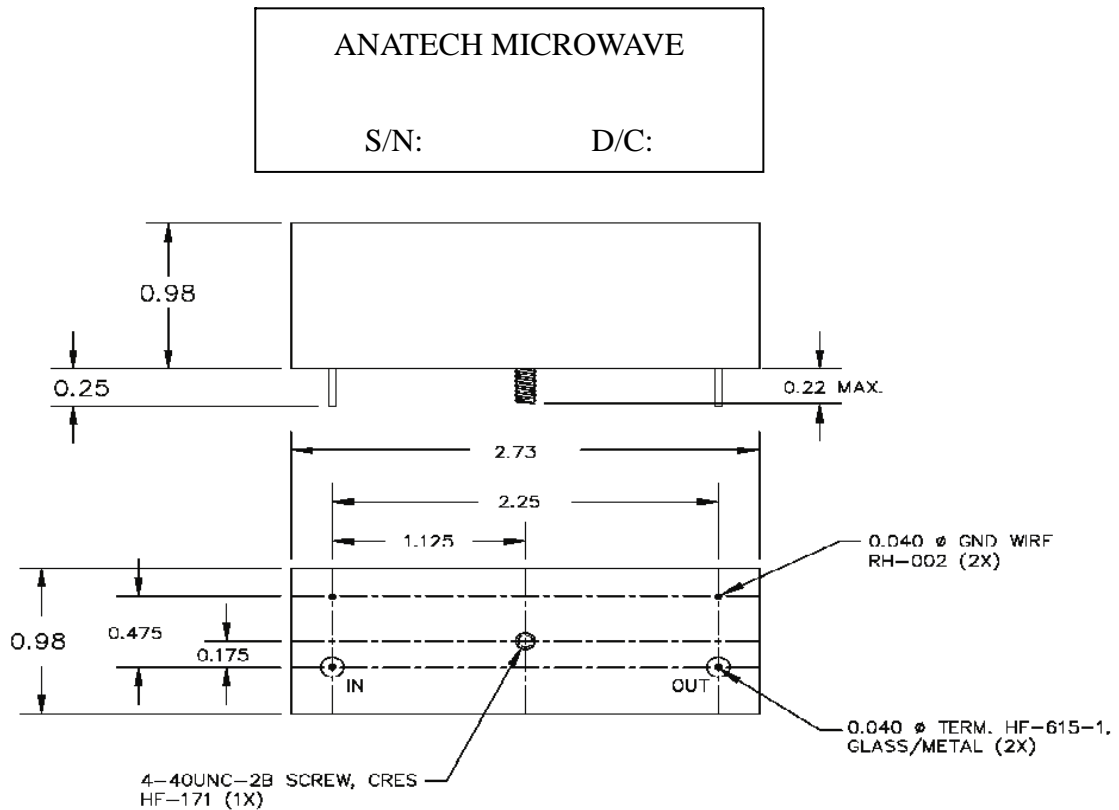 ANATECH MICROWAVE
S/N: D/C:
0.98
0.25
0.22 MAX.
2.73
2.25
1.125
0.040 ø GND WIRF
RH-002 (2X)
0.98
0.475
0.175
IN
OUT
0.040 ø TERM. HF-615-1,
GLASS/METAL (2X)
4-40UNC-2B SCREW, CRES
HF-171 (1X)